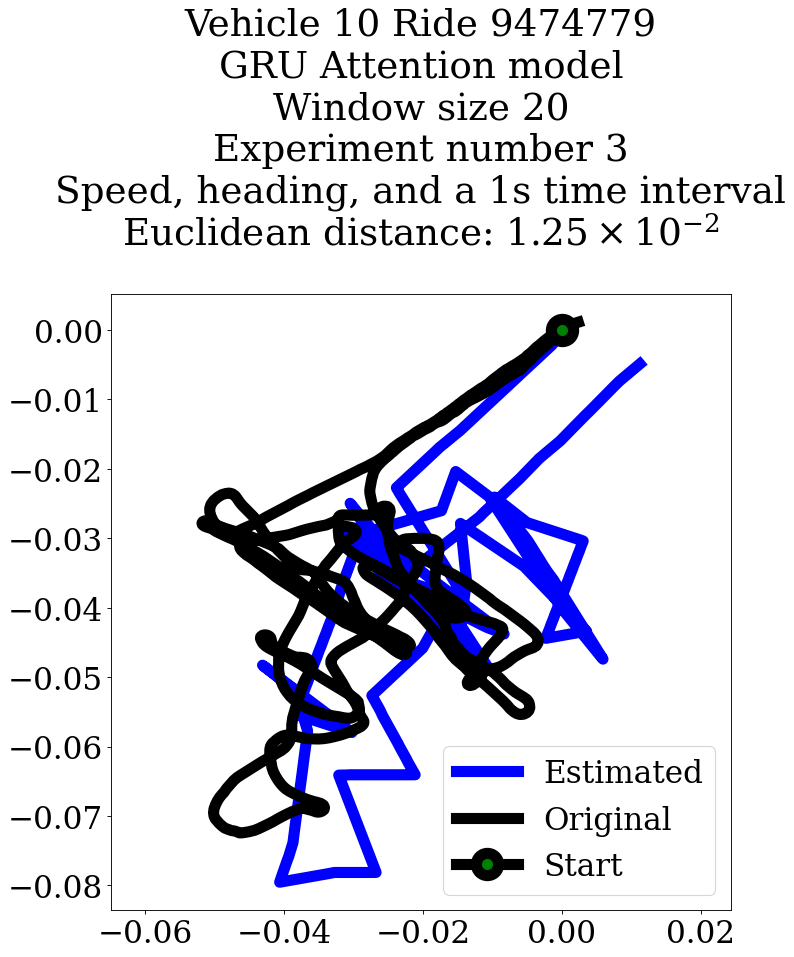 Vehicle 10 Ride 9474779
GRU Attention model
Window size 20
Experiment number 3
Speed, heading, and a 1s time interval
Euclidean distance: 1.25 × 10⁻²
0.00
−0.01
−0.02
−0.03
−0.04
−0.05
−0.06
−0.07
−0.08
Estimated
Original
Start
−0.06 −0.04 −0.02 0.00 0.02